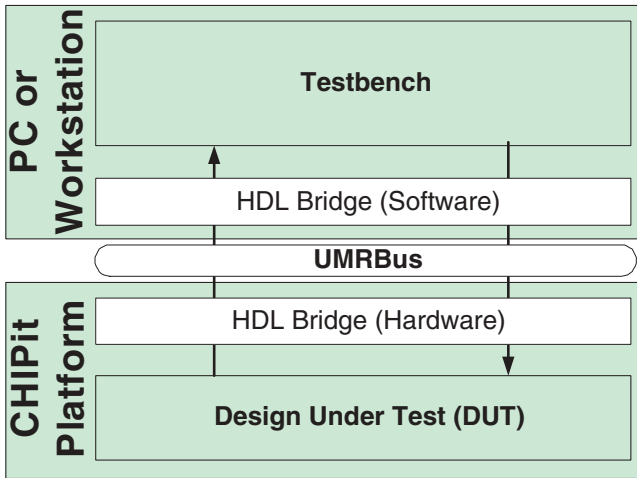 PC or
Workstation
Testbench
HDL Bridge (Software)
UMRBus
CHIPit
Platform
HDL Bridge (Hardware)
Design Under Test (DUT)